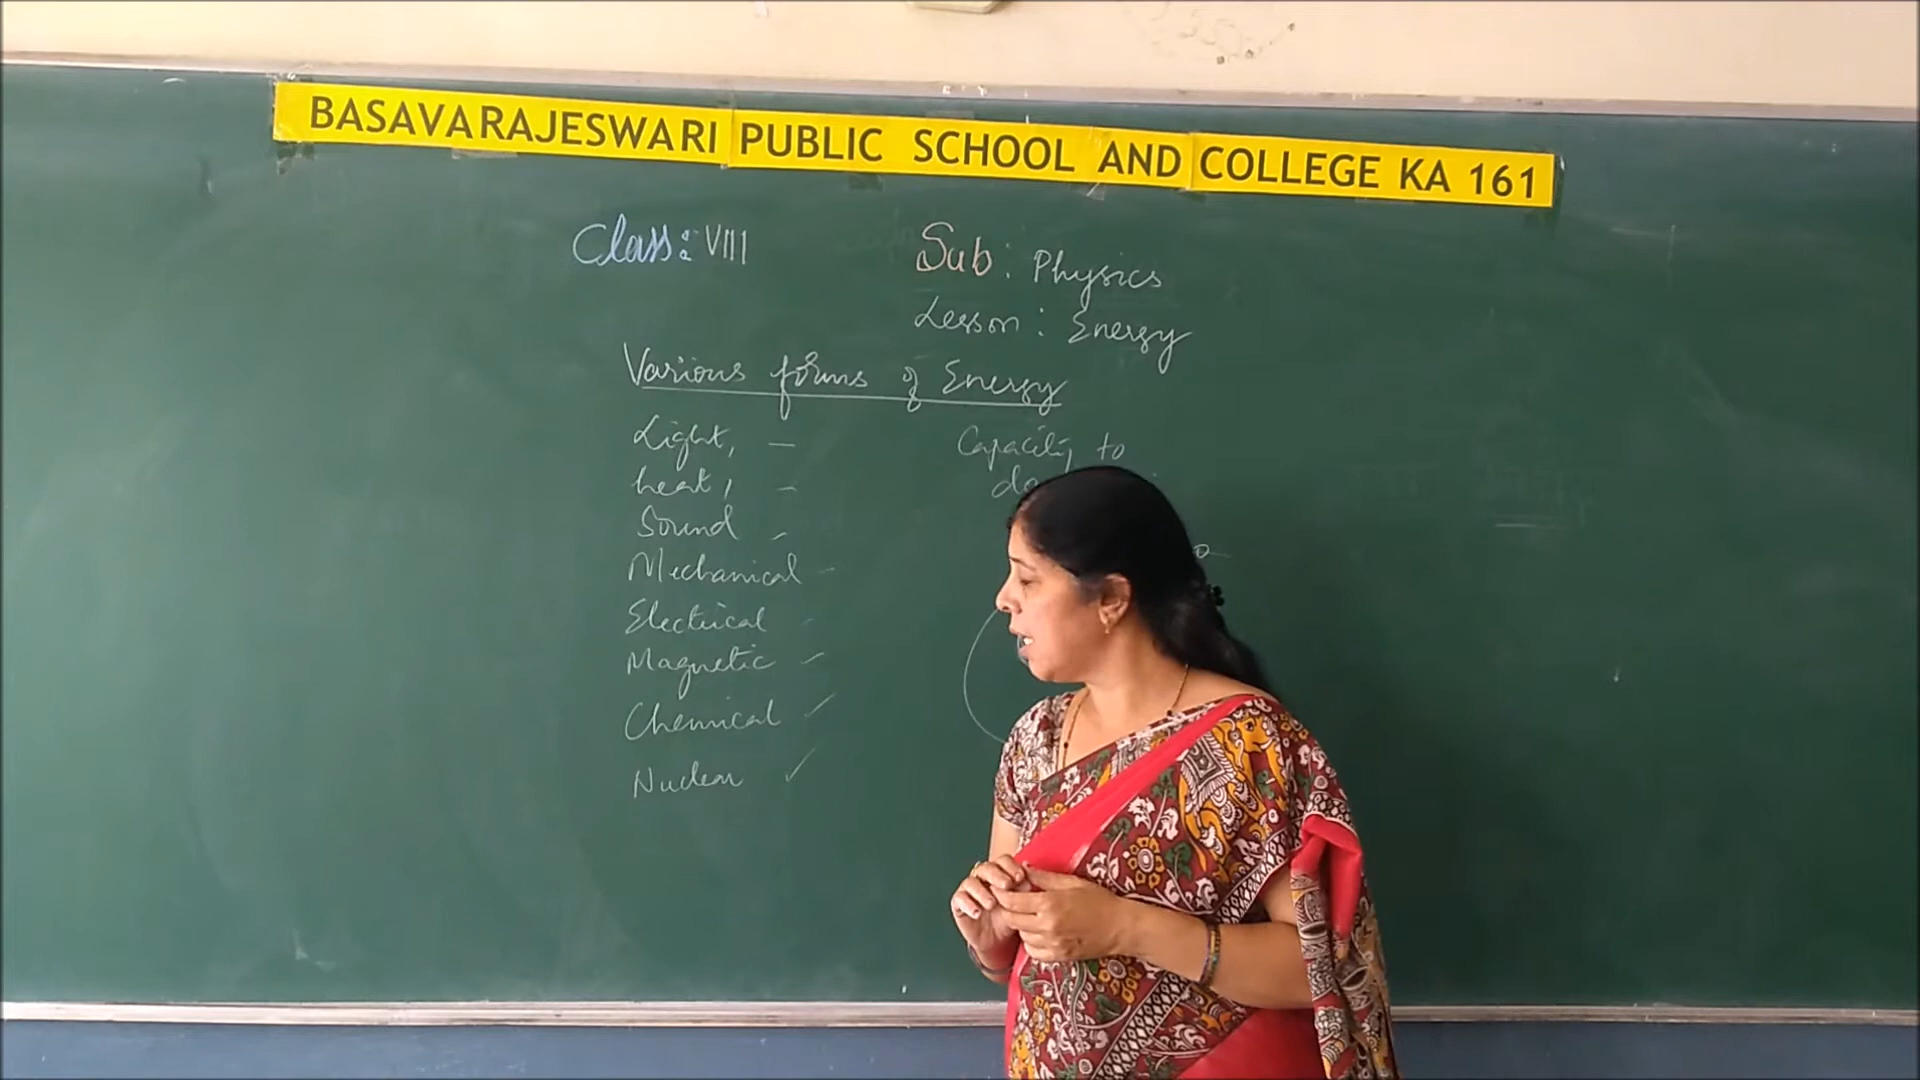 BASAVARAJESWARI PUBLIC SCHOOL AND COLLEGE KA 161
Class: VIII
Sub: Physics
Lesson: Energy
Various forms of Energy
Light, —
heat, -
Sound -
Mechanical -
Electrical -
Magnetic -
Chemical ✓
Nuclear ✓
Capacity to
do